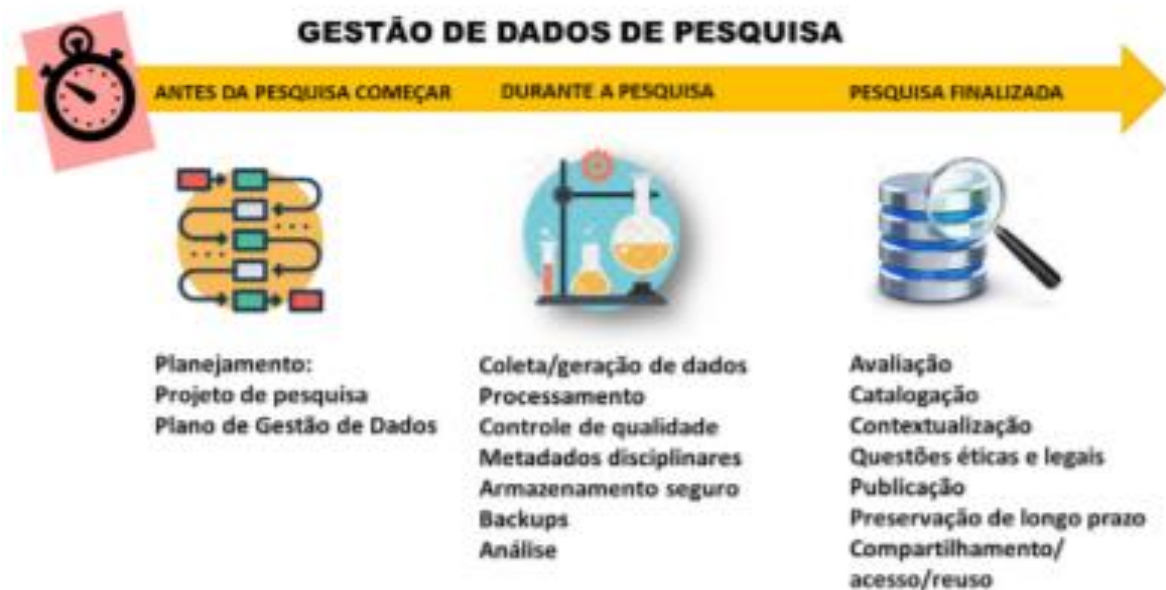 GESTÃO DE DADOS DE PESQUISA
ANTES DA PESQUISA COMEÇAR
DURANTE A PESQUISA
PESQUISA FINALIZADA
Planejamento:
Projeto de pesquisa
Plano de Gestão de Dados
Coleta/geração de dados
Processamento
Controle de qualidade
Metadados disciplinares
Armazenamento seguro
Backups
Análise
Avaliação
Catalogação
Contextualização
Questões éticas e legais
Publicação
Preservação de longo prazo
Compartilhamento/
acesso/reuso